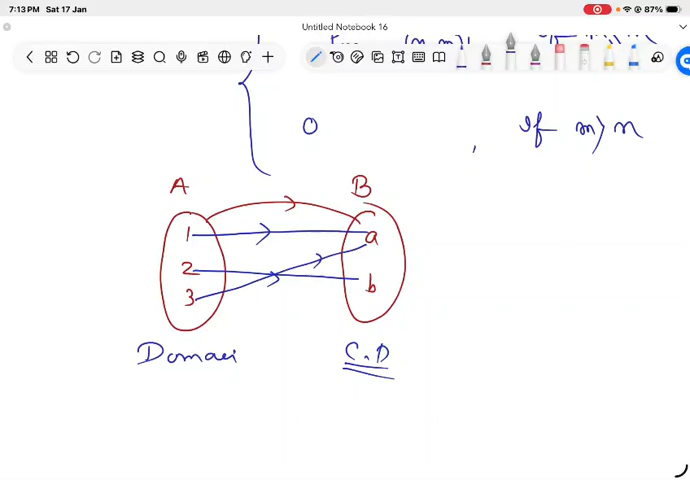 7:13 PM Sat 17 Jan
87%
Untitled Notebook 16
0 , If m > n
A B
1 a
2 b
3
Domain C.D